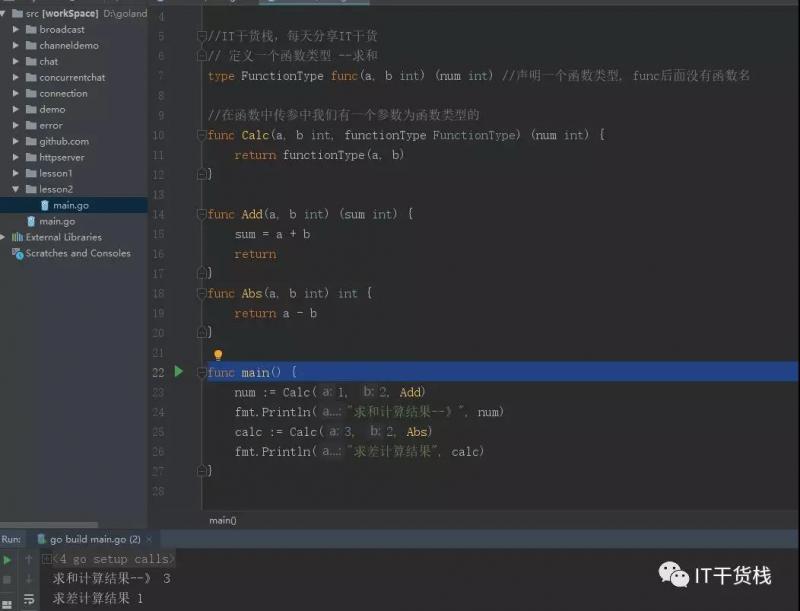 src [workSpace] D:\goland
broadcast
channeldemo
chat
concurrentchat
connection
demo
error
github.com
httpserver
lesson1
lesson2
main.go
main.go
External Libraries
Scratches and Consoles
4
5 //IT干货栈，每天分享IT干货
6 // 定义一个函数类型 --求和
7 type FunctionType func(a, b int) (num int) //声明一个函数类型, func后面没有函数名
8
9 //在函数中传参中我们有一个参数为函数类型的
10 func Calc(a, b int, functionType FunctionType) (num int) {
11 return functionType(a, b)
12 }
13
14 func Add(a, b int) (sum int) {
15 sum = a + b
16 return
17 }
18 func Abs(a, b int) int {
19 return a - b
20 }
21
22 func main() {
23 num := Calc( a: 1, b: 2, Add)
24 fmt.Println( a...: "求和计算结果--》", num)
25 calc := Calc( a: 3, b: 2, Abs)
26 fmt.Println( a...: "求差计算结果", calc)
27 }
28
main()
Run: go build main.go (2) ×
<4 go setup calls>
求和计算结果--》 3
求差计算结果 1
IT干货栈